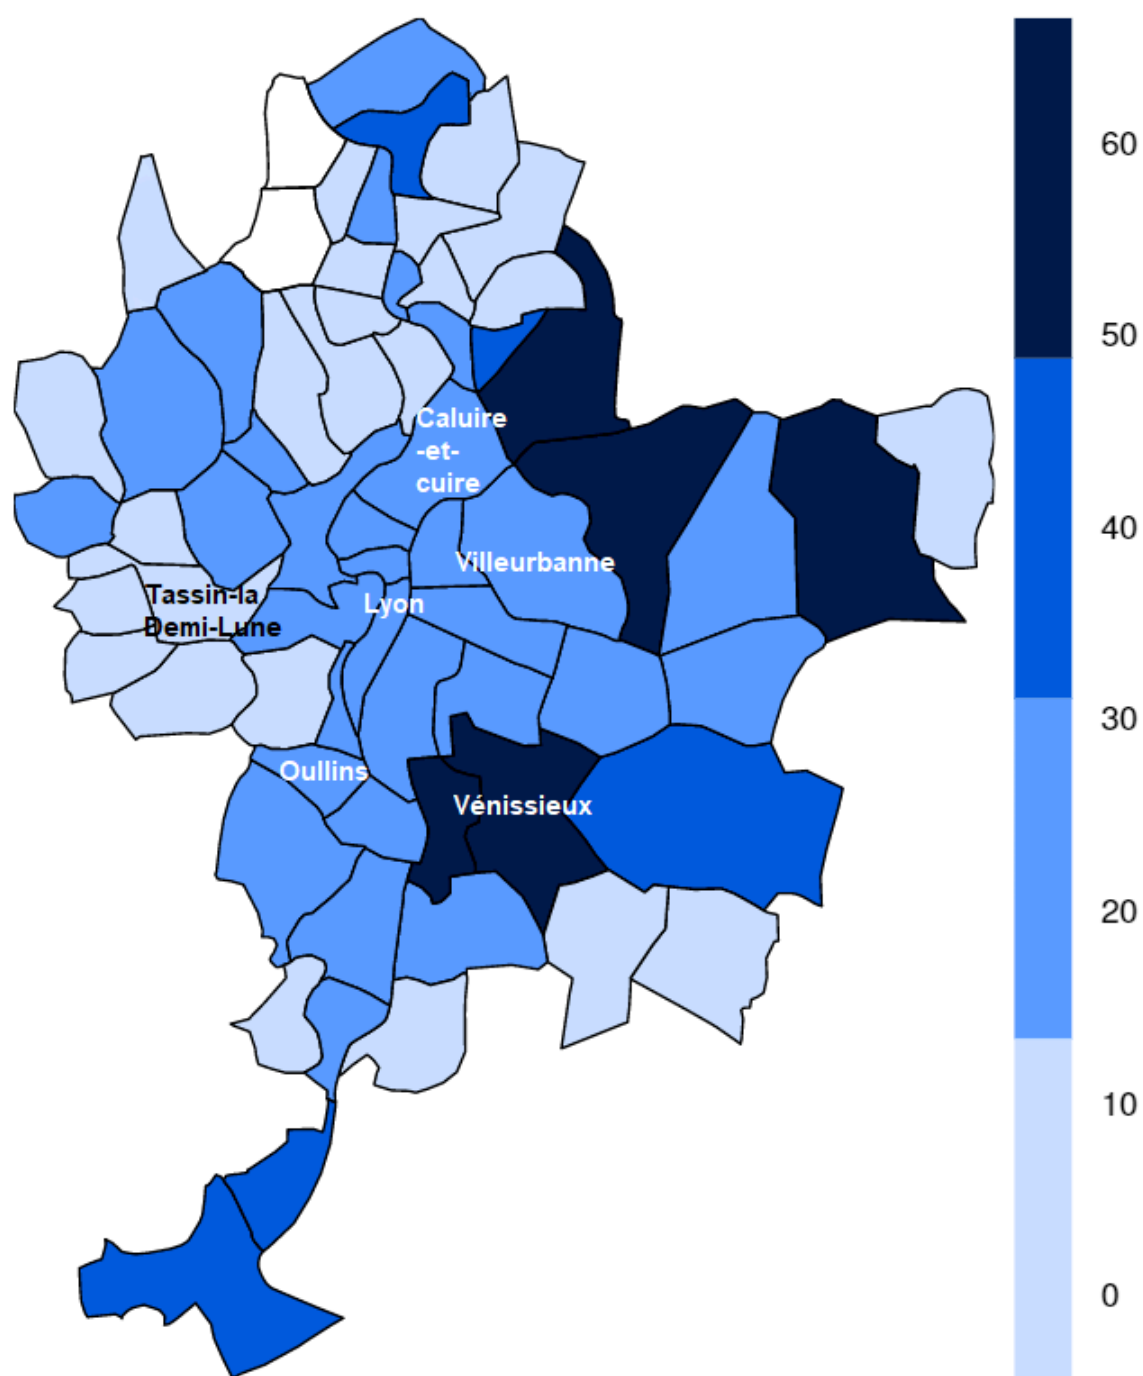 60
50
Caluire
-et-
cuire
40
Villeurbanne
Tassin-la
Demi-Lune
Lyon
30
Oullins
Vénissieux
20
10
0